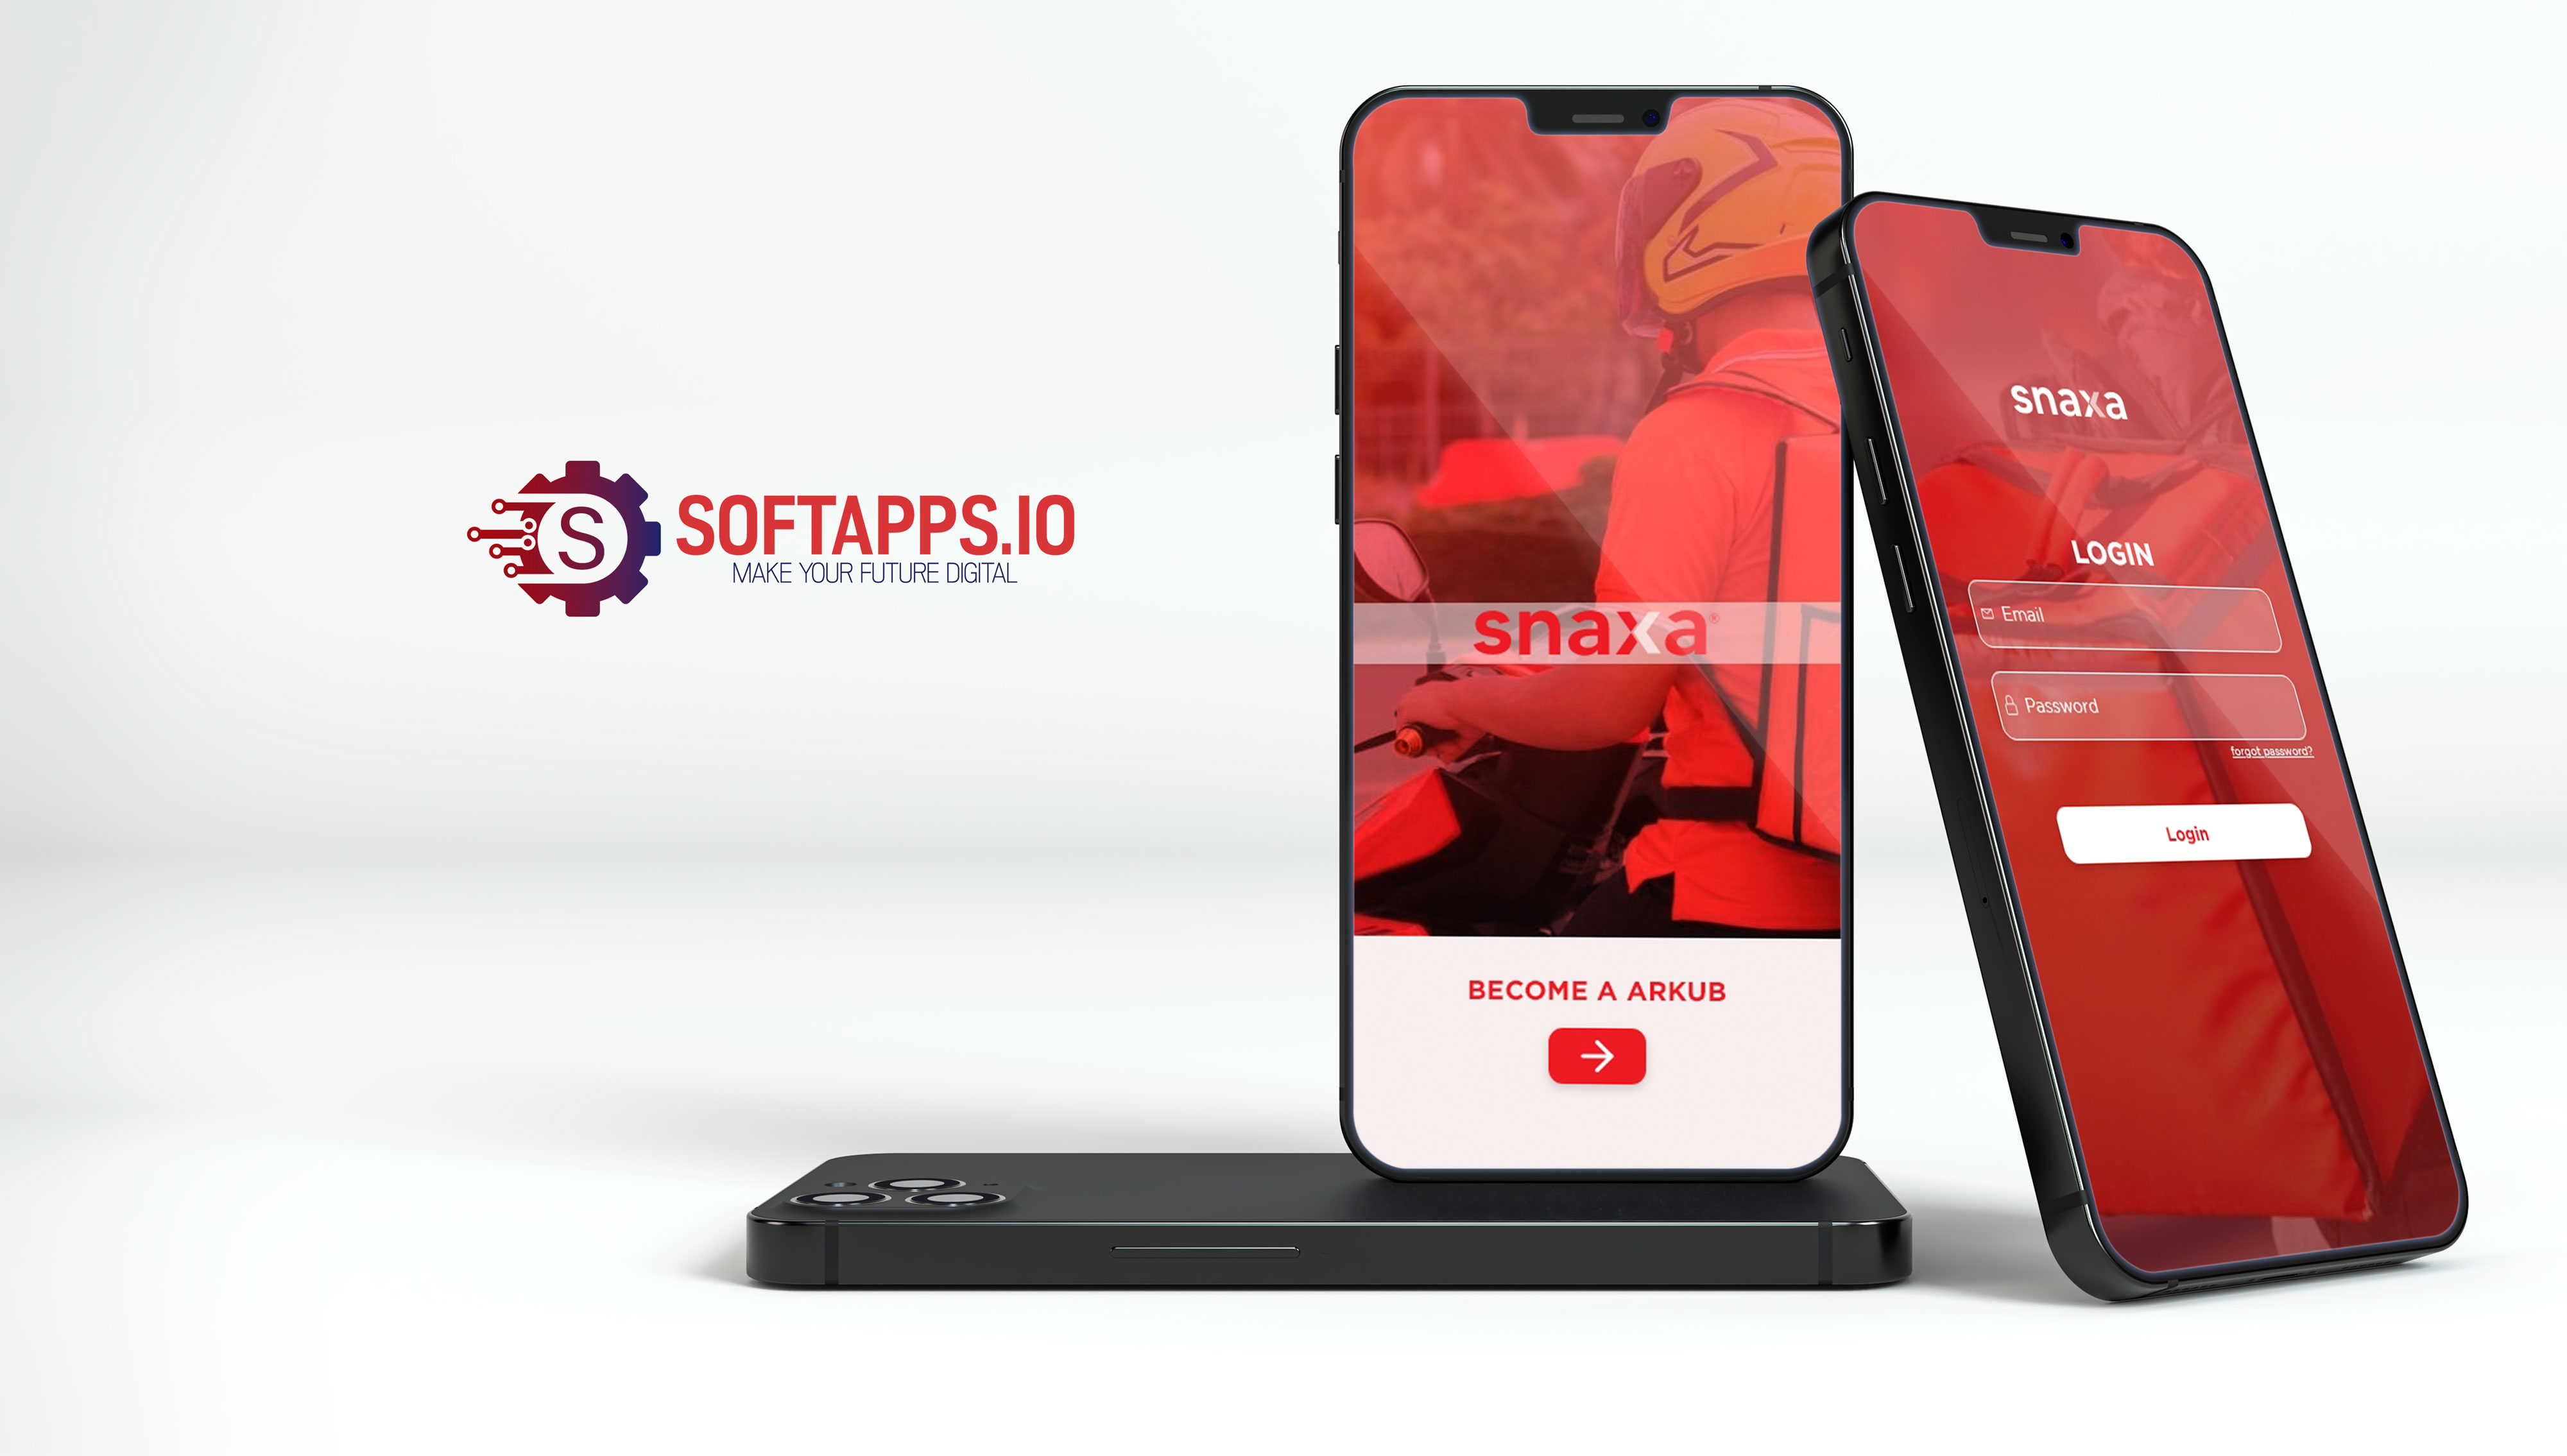 S
SOFTAPPS.IO
MAKE YOUR FUTURE DIGITAL
snaxa®
BECOME A ARKUB
snaxa
LOGIN
Email
Password
forgot password?
Login